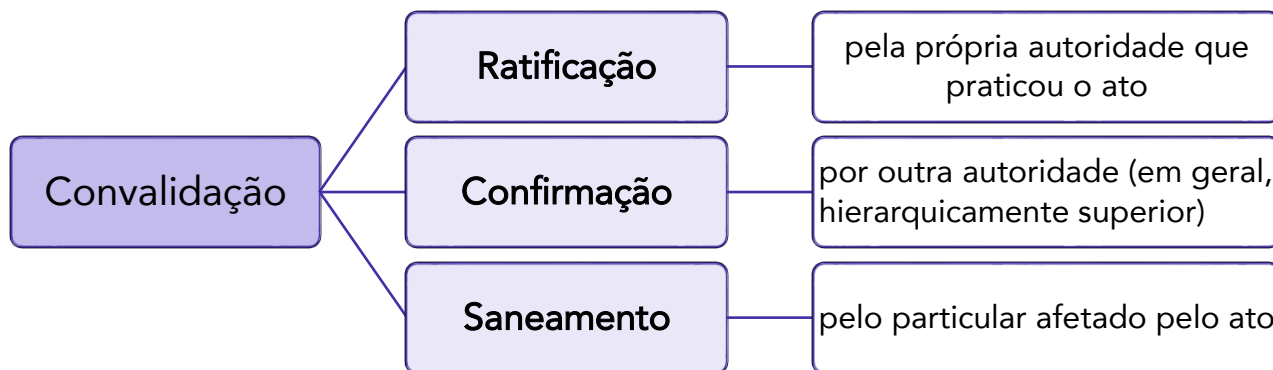 Convalidação
Ratificação
pela própria autoridade que
praticou o ato
Confirmação
por outra autoridade (em geral,
hierarquicamente superior)
Saneamento
pelo particular afetado pelo ato